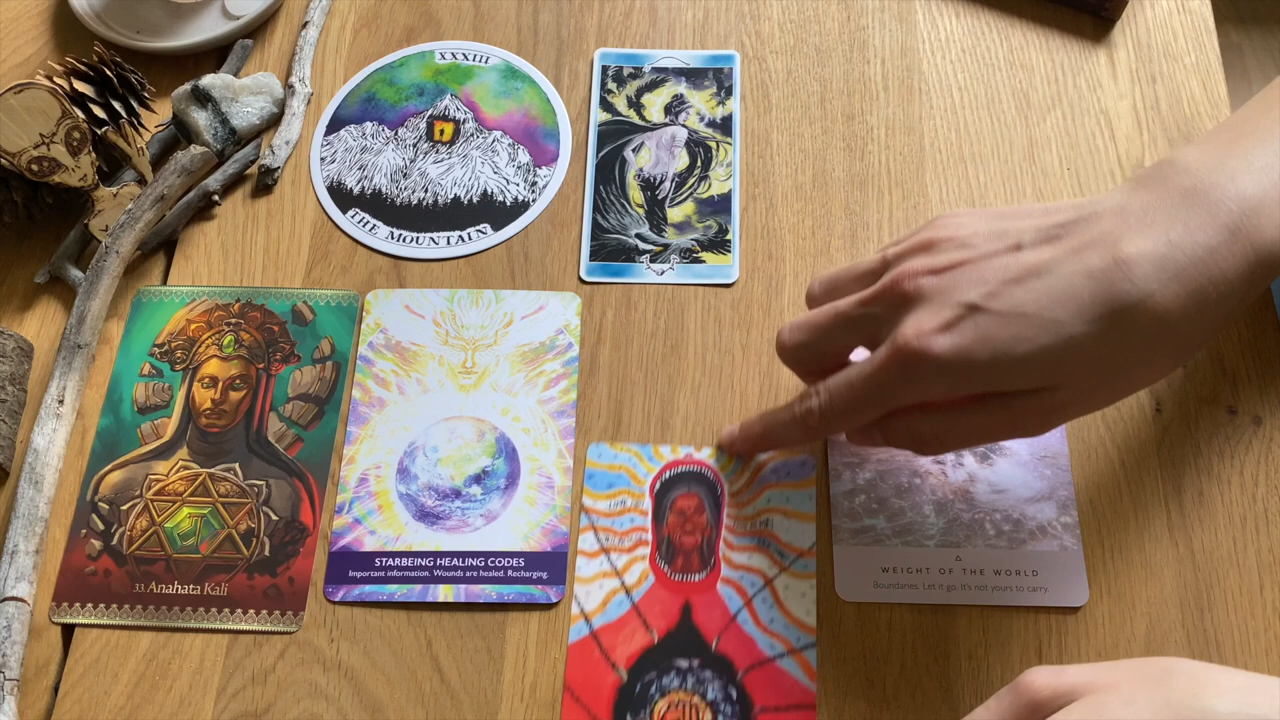 XXXIII
THE MOUNTAIN
33 Anahata Kali
STARBEING HEALING CODES
Important information. Wounds are healed. Recharging.
WEIGHT OF THE WORLD
Boundaries. Let it go. It's not yours to carry.